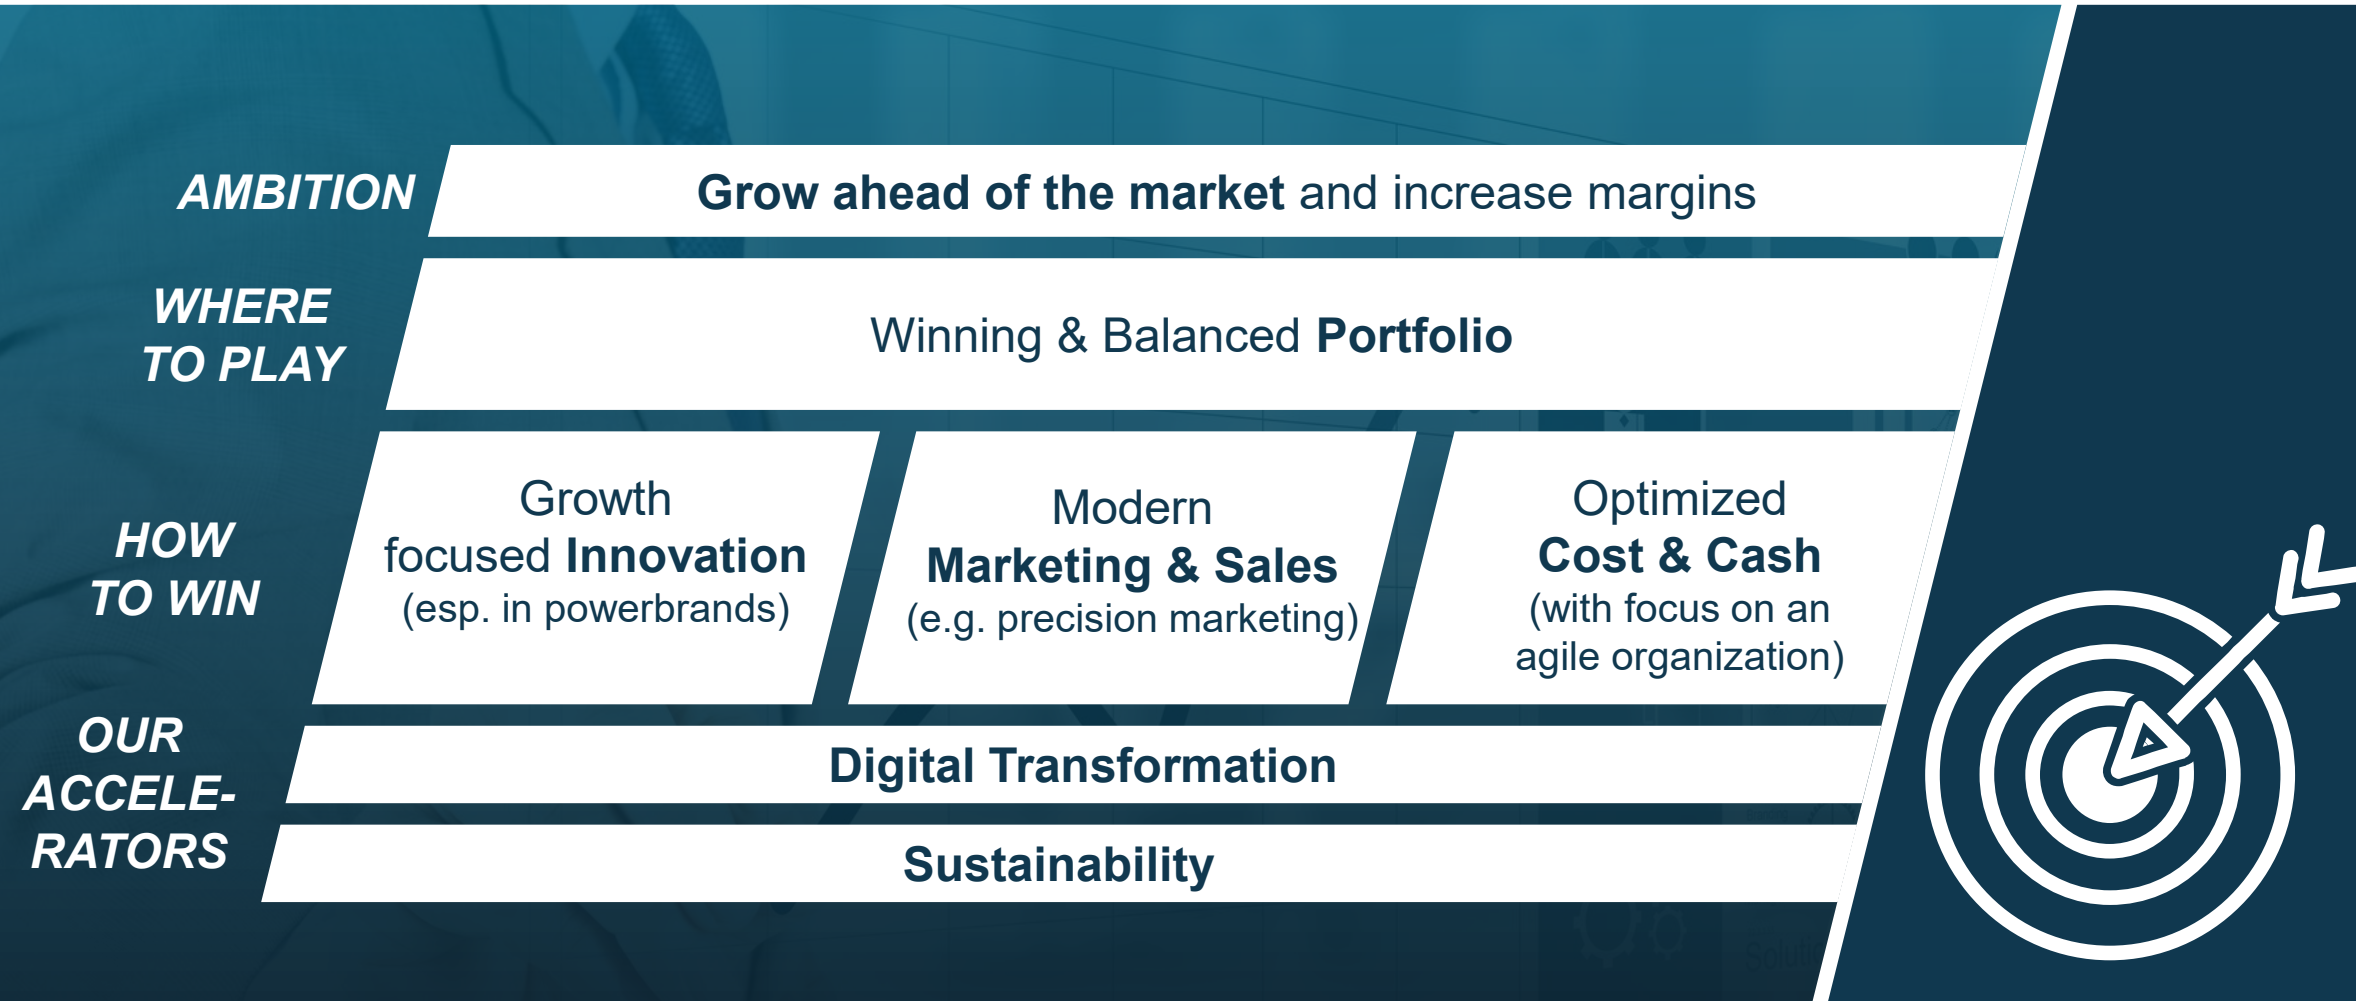 AMBITION
Grow ahead of the market and increase margins
WHERE
TO PLAY
Winning & Balanced Portfolio
HOW
TO WIN
Growth
focused Innovation
(esp. in powerbrands)
Modern
Marketing & Sales
(e.g. precision marketing)
Optimized
Cost & Cash
(with focus on an
agile organization)
OUR
ACCELE-
RATORS
Digital Transformation
Sustainability